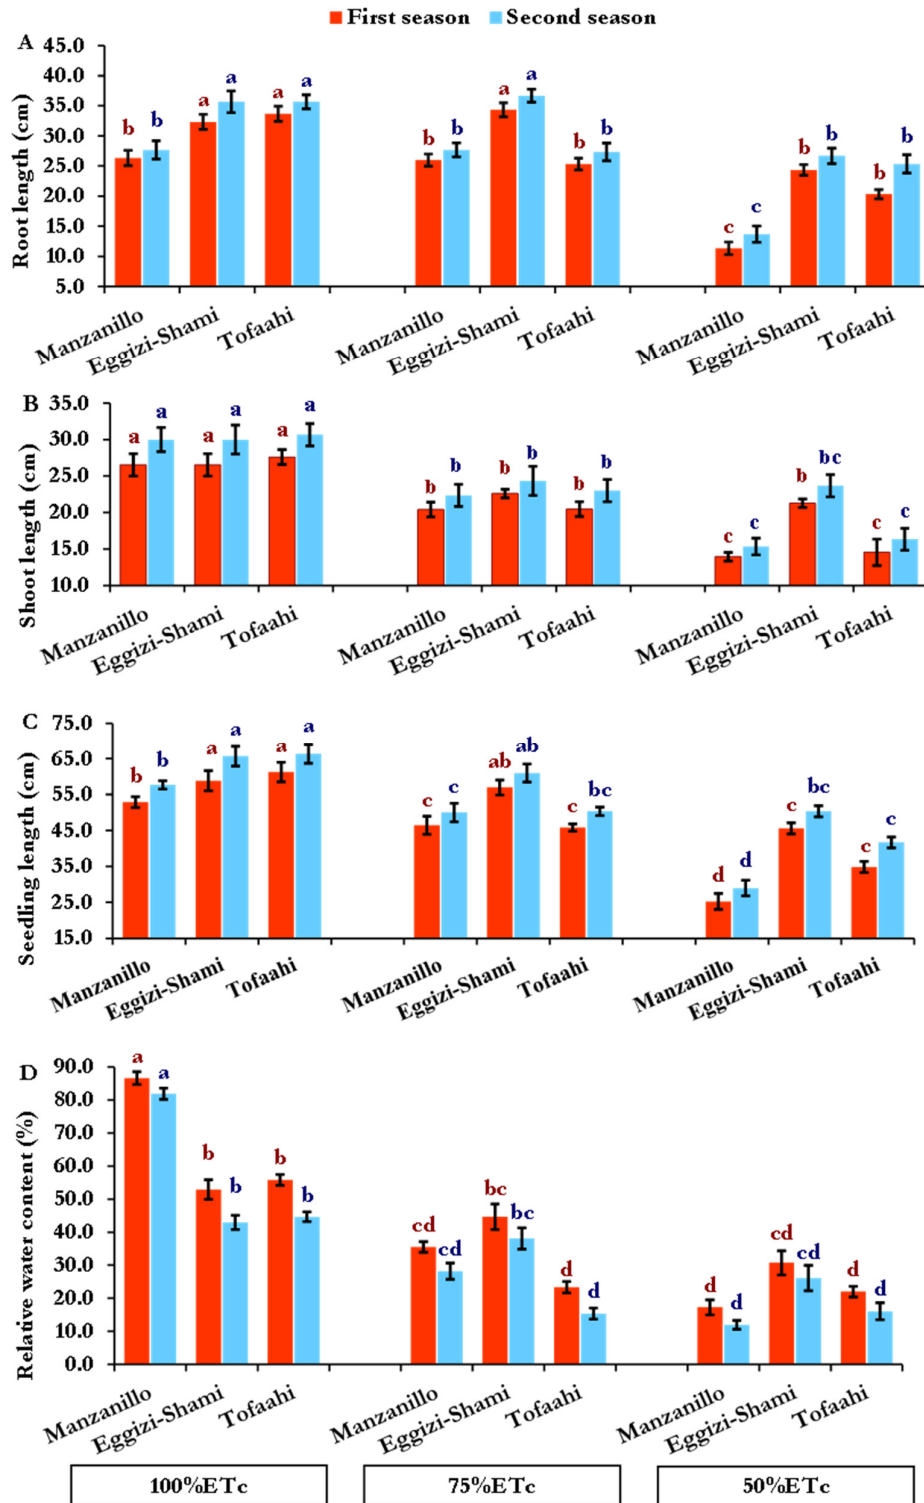 First season Second season
A
Root length (cm)
45.0
40.0
35.0
30.0
25.0
20.0
15.0
10.0
5.0
b b a a a a b b a a b b c c b b b b
Manzanillo Eggizi-Shami Tofaahi Manzanillo Eggizi-Shami Tofaahi Manzanillo Eggizi-Shami Tofaahi
B
Shoot length (cm)
35.0
30.0
25.0
20.0
15.0
10.0
a a a a a a b b b b b b c c b bc c c
Manzanillo Eggizi-Shami Tofaahi Manzanillo Eggizi-Shami Tofaahi Manzanillo Eggizi-Shami Tofaahi
C
Seedling length (cm)
75.0
65.0
55.0
45.0
35.0
25.0
15.0
b b a a a a c c ab ab c bc d d c bc c c
Manzanillo Eggizi-Shami Tofaahi Manzanillo Eggizi-Shami Tofaahi Manzanillo Eggizi-Shami Tofaahi
D
Relative water content (%)
90.0
80.0
70.0
60.0
50.0
40.0
30.0
20.0
10.0
0.0
a a b b b b cd cd bc bc d d d d cd cd d d
Manzanillo Eggizi-Shami Tofaahi Manzanillo Eggizi-Shami Tofaahi Manzanillo Eggizi-Shami Tofaahi
100%ETc 75%ETc 50%ETc